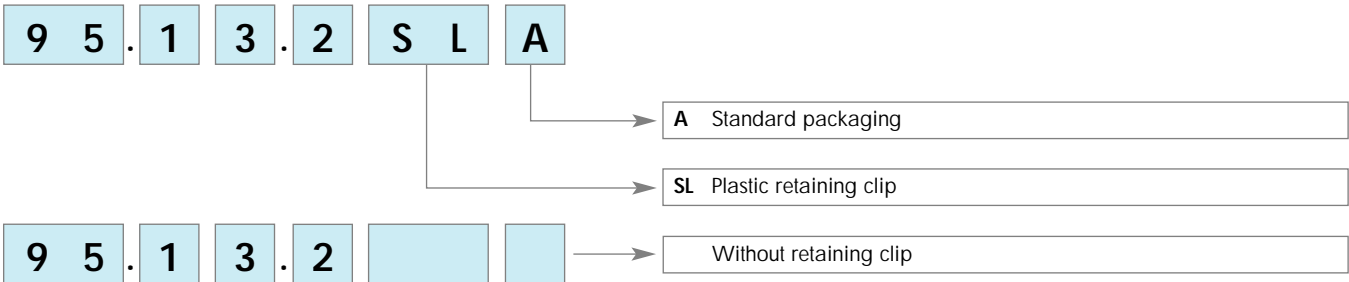 9 5 . 1 3 . 2 S L A
A Standard packaging
SL Plastic retaining clip
9 5 . 1 3 . 2
Without retaining clip